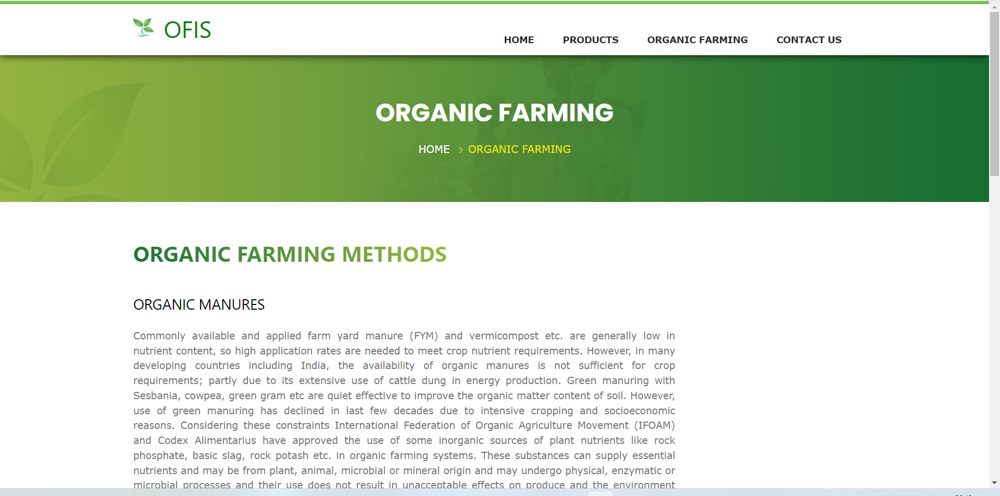 OFIS
HOME PRODUCTS ORGANIC FARMING CONTACT US
ORGANIC FARMING
HOME › ORGANIC FARMING
ORGANIC FARMING METHODS
ORGANIC MANURES
Commonly available and applied farm yard manure (FYM) and vermicompost etc. are generally low in
nutrient content, so high application rates are needed to meet crop nutrient requirements. However, in many
developing countries including India, the availability of organic manures is not sufficient for crop
requirements; partly due to its extensive use of cattle dung in energy production. Green manuring with
Sesbania, cowpea, green gram etc are quiet effective to improve the organic matter content of soil. However,
use of green manuring has declined in last few decades due to intensive cropping and socioeconomic
reasons. Considering these constraints International Federation of Organic Agriculture Movement (IFOAM)
and Codex Alimentarius have approved the use of some inorganic sources of plant nutrients like rock
phosphate, basic slag, rock potash etc. in organic farming systems. These substances can supply essential
nutrients and may be from plant, animal, microbial or mineral origin and may undergo physical, enzymatic or
microbial processes and their use does not result in unacceptable effects on produce and the environment